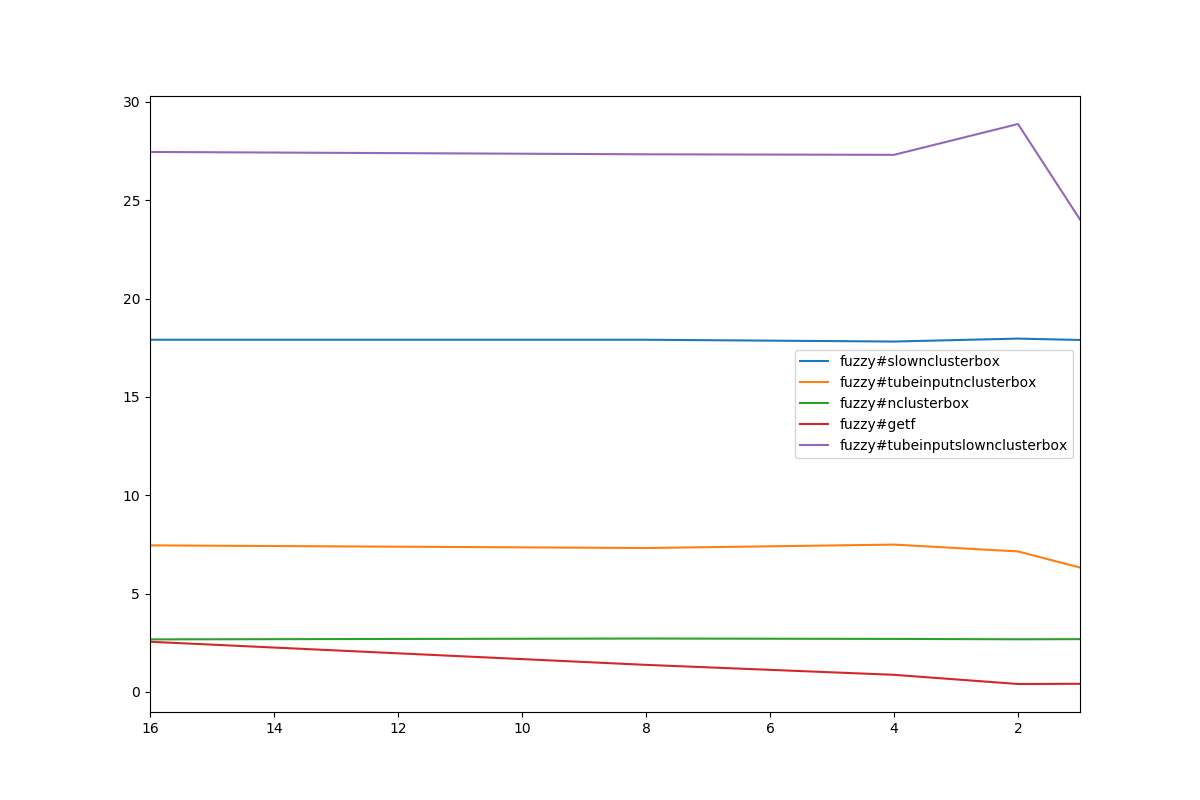 30
25
20
15
10
5
0
fuzzy#slownclusterbox
fuzzy#tubeinputnclusterbox
fuzzy#nclusterbox
fuzzy#getf
fuzzy#tubeinputslownclusterbox
16 14 12 10 8 6 4 2